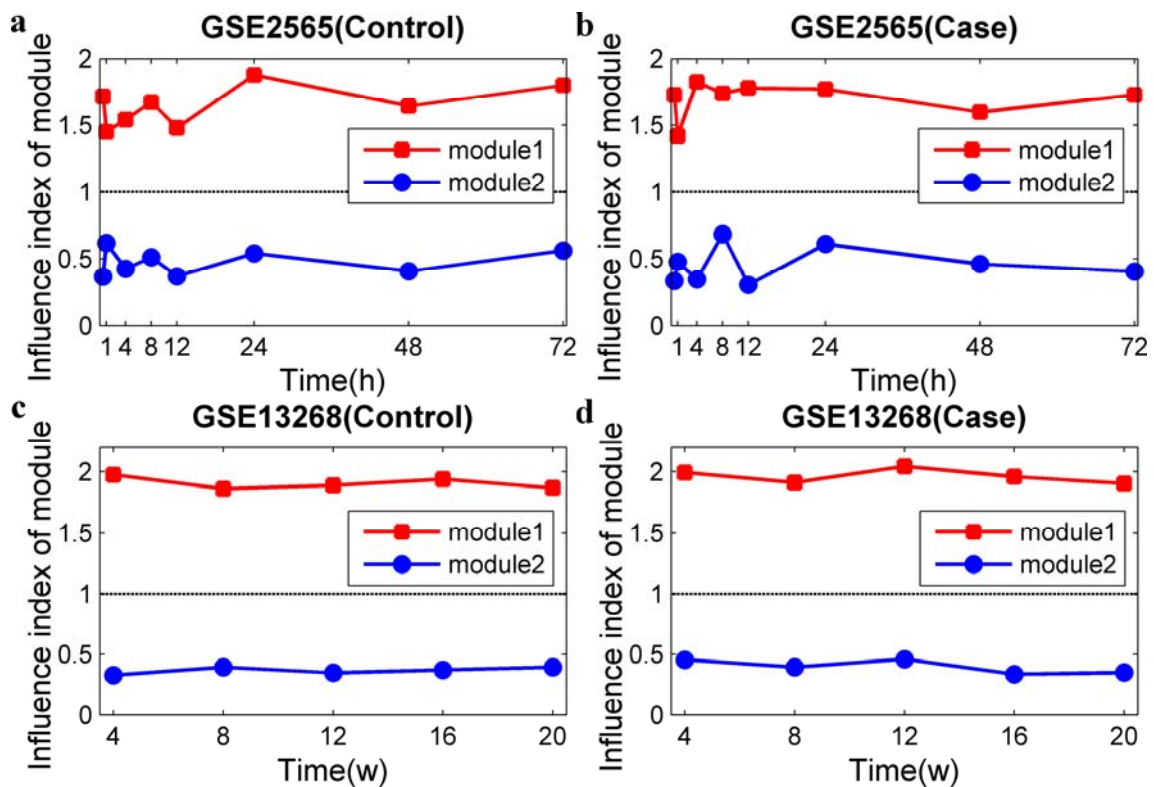 a
GSE2565(Control)
Influence index of module
2
1.5
1
0.5
0
module1
module2
1 4 8 12 24 48 72
Time(h)
b
GSE2565(Case)
Influence index of module
2
1.5
1
0.5
0
module1
module2
1 4 8 12 24 48 72
Time(h)
c
GSE13268(Control)
Influence index of module
2
1.5
1
0.5
0
module1
module2
4 8 12 16 20
Time(w)
d
GSE13268(Case)
Influence index of module
2
1.5
1
0.5
0
module1
module2
4 8 12 16 20
Time(w)